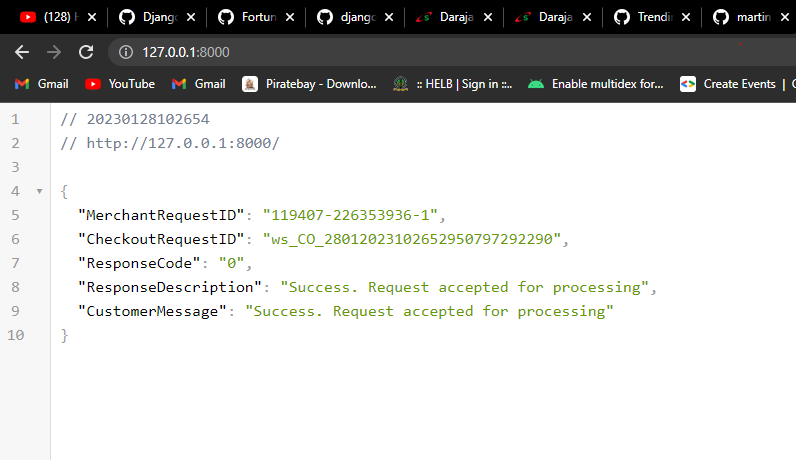 (128) Django Fortun django Daraja Daraja Trendin martin
127.0.0.1:8000
Gmail YouTube Gmail Piratebay - Downlo... :: HELB | Sign in ::.. Enable multidex for... Create Events |
1 // 20230128102654
2 // http://127.0.0.1:8000/
3
4 {
5 "MerchantRequestID": "119407-226353936-1",
6 "CheckoutRequestID": "ws_CO_28012023102652950797292290",
7 "ResponseCode": "0",
8 "ResponseDescription": "Success. Request accepted for processing",
9 "CustomerMessage": "Success. Request accepted for processing"
10 }